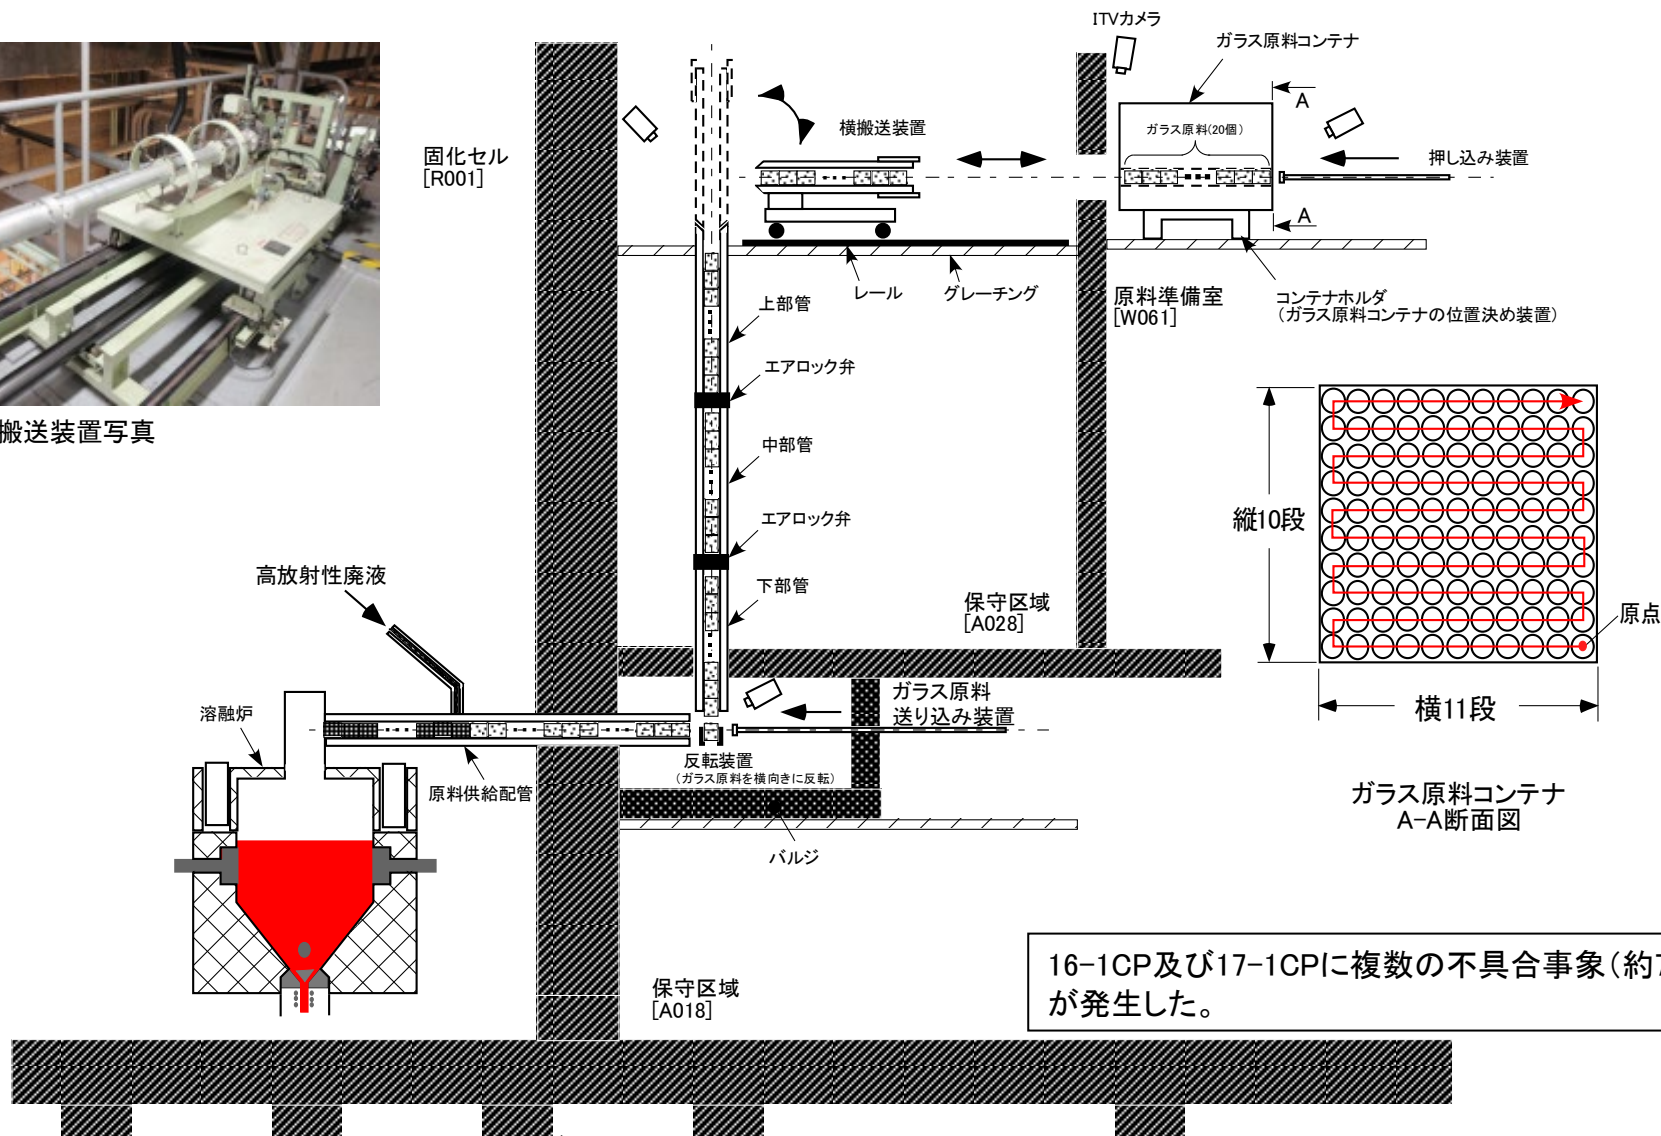 ITVカメラ
ガラス原料コンテナ
A
ガラス原料(20個)
横搬送装置
押し込み装置
固化セル
[R001]
A
レール
グレーチング
原料準備室
[W061]
コンテナホルダ
(ガラス原料コンテナの位置決め装置)
上部管
エアロック弁
搬送装置写真
中部管
縦10段
エアロック弁
高放射性廃液
下部管
保守区域
[A028]
原点
ガラス原料
送り込み装置
横11段
溶融炉
反転装置
(ガラス原料を横向きに反転)
原料供給配管
ガラス原料コンテナ
A-A断面図
バルジ
16-1CP及び17-1CPに複数の不具合事象(約7
が発生した。
保守区域
[A018]